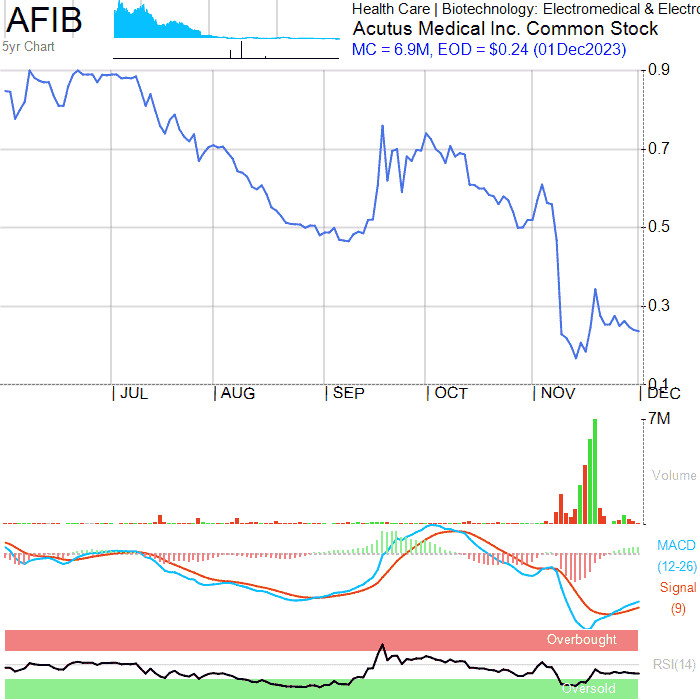 AFIB
5yr Chart
Health Care | Biotechnology: Electromedical & Electro
Acutus Medical Inc. Common Stock
MC = 6.9M, EOD = $0.24 (01Dec2023)
0.9
0.7
0.5
0.3
0.1
JUL
AUG
SEP
OCT
NOV
DEC
7M
Volume
MACD
(12-26)
Signal
(9)
Overbought
RSI(14)
Oversold